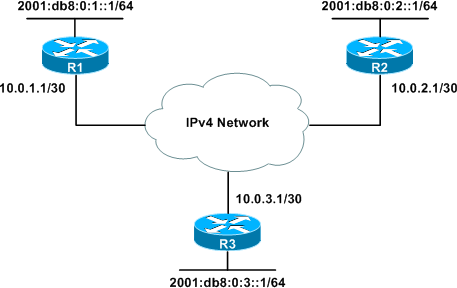 2001:db8:0:1::1/64
2001:db8:0:2::1/64
R1
R2
10.0.1.1/30
10.0.2.1/30
IPv4 Network
10.0.3.1/30
R3
2001:db8:0:3::1/64